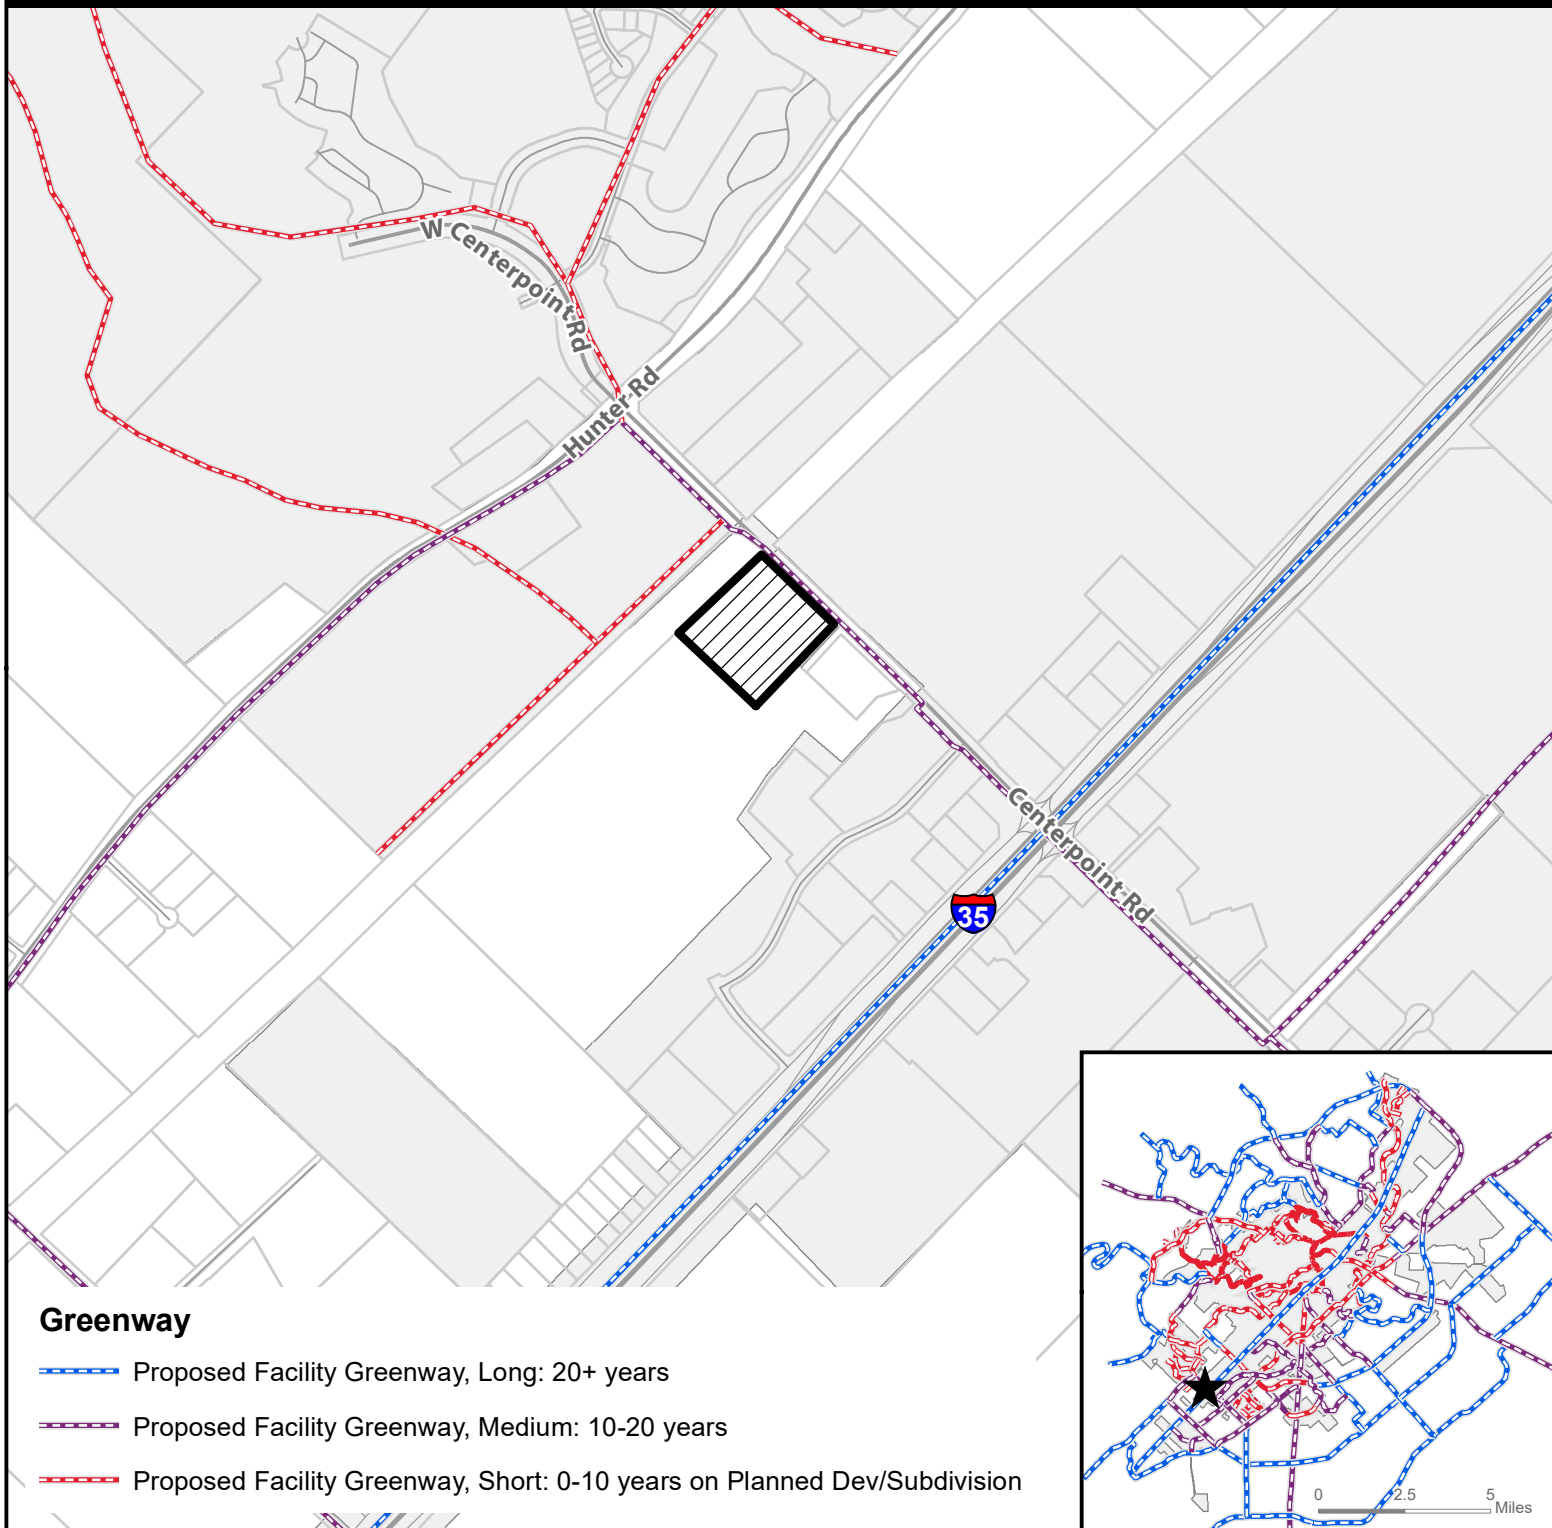 W Centerpoint Rd
Hunter Rd
Centerpoint Rd
35
Greenway
Proposed Facility Greenway, Long: 20+ years
Proposed Facility Greenway, Medium: 10-20 years
Proposed Facility Greenway, Short: 0-10 years on Planned Dev/Subdivision
0 2.5 5
Miles